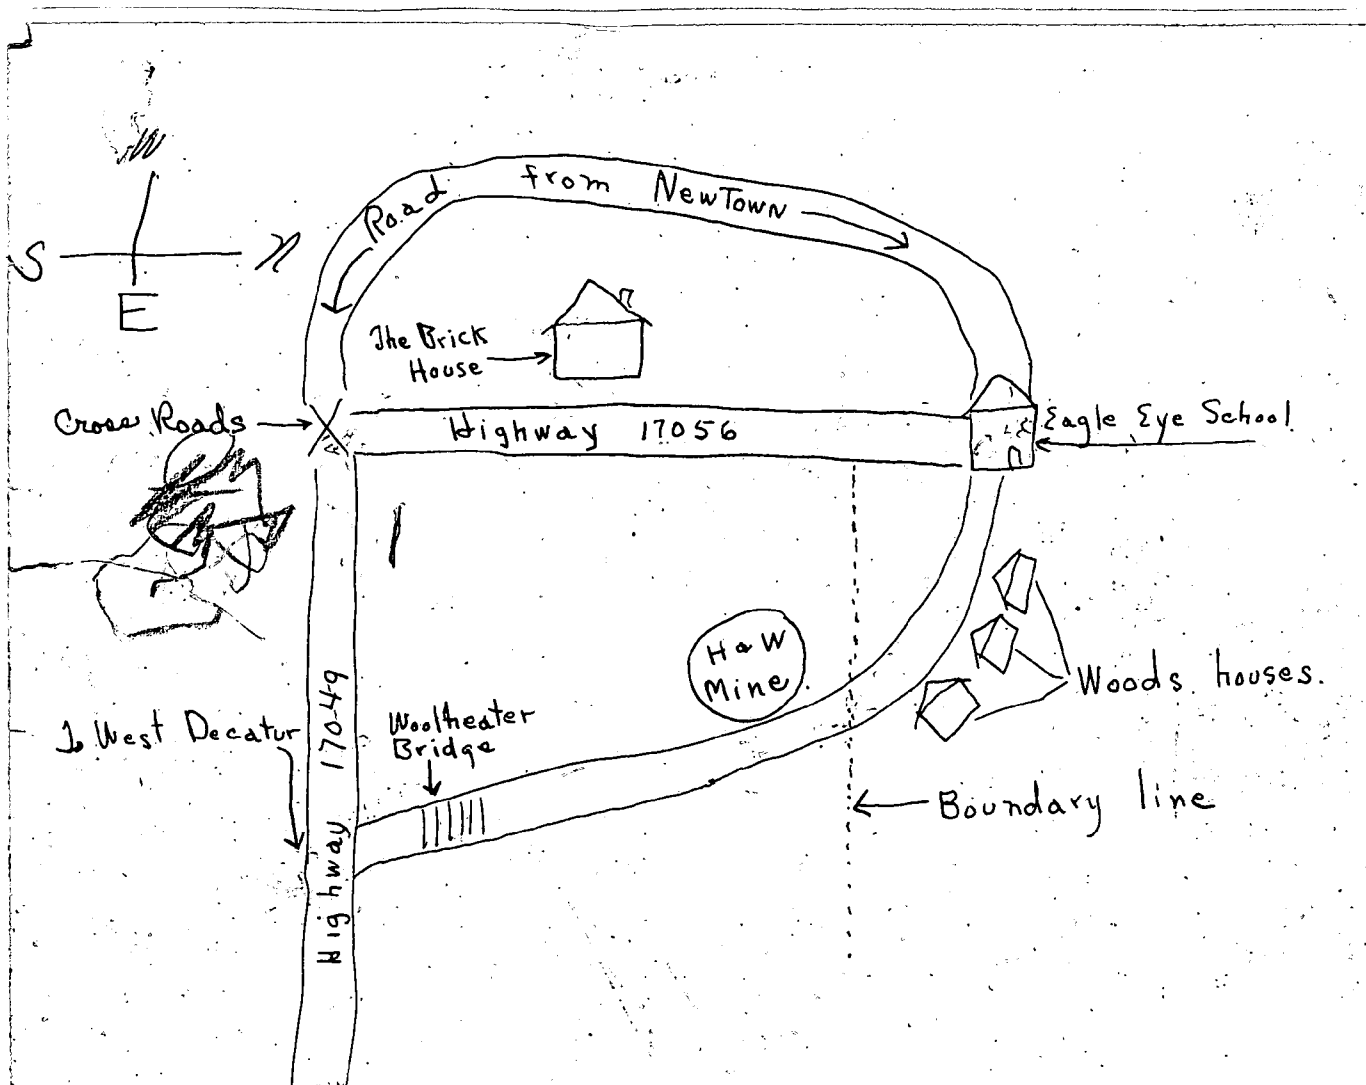 W
S
N
E
Road from NewTown
The Brick
House
Cross Roads
Highway 17056
Eagle Eye School
H & W
Mine
Woods houses.
To West Decatur
Highway 17049
Wooltheater
Bridge
Boundary line